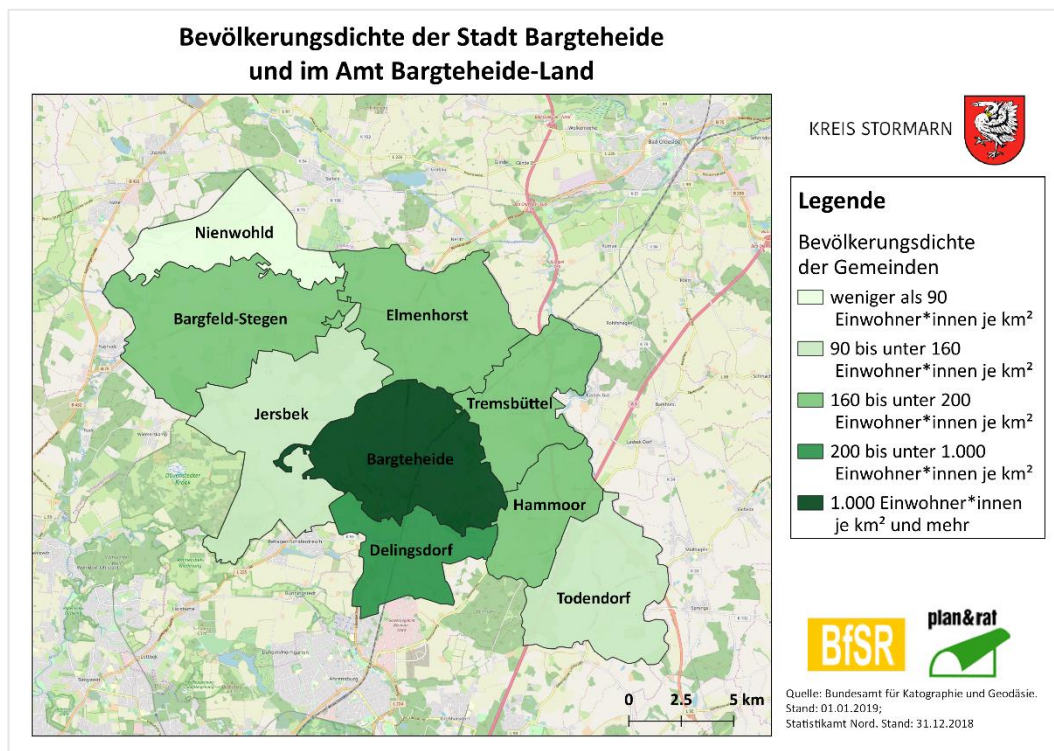 Bevölkerungsdichte der Stadt Bargteheide
und im Amt Bargteheide-Land
KREIS STORMARN
Nienwohld
Bargfeld-Stegen
Elmenhorst
Jersbek
Tremsbüttel
Bargteheide
Hammoor
Delingsdorf
Todendorf
0 2.5 5 km
Legende
Bevölkerungsdichte
der Gemeinden
weniger als 90
Einwohner*innen je km²
90 bis unter 160
Einwohner*innen je km²
160 bis unter 200
Einwohner*innen je km²
200 bis unter 1.000
Einwohner*innen je km²
1.000 Einwohner*innen
je km² und mehr
BfSR
plan&rat
Quelle: Bundesamt für Katographie und Geodäsie.
Stand: 01.01.2019;
Statistikamt Nord. Stand: 31.12.2018